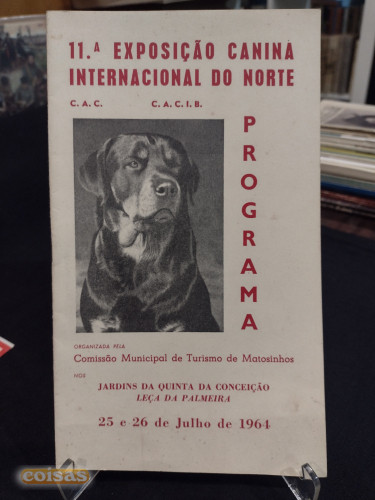 11.ª EXPOSIÇÃO CANINA
INTERNACIONAL DO NORTE
C. A. C. C. A. C. I. B.
PROGRAMA
ORGANIZADA PELA
Comissão Municipal de Turismo de Matosinhos
NOS
JARDINS DA QUINTA DA CONCEIÇÃO
LEÇA DA PALMEIRA
25 e 26 de Julho de 1964
coisas